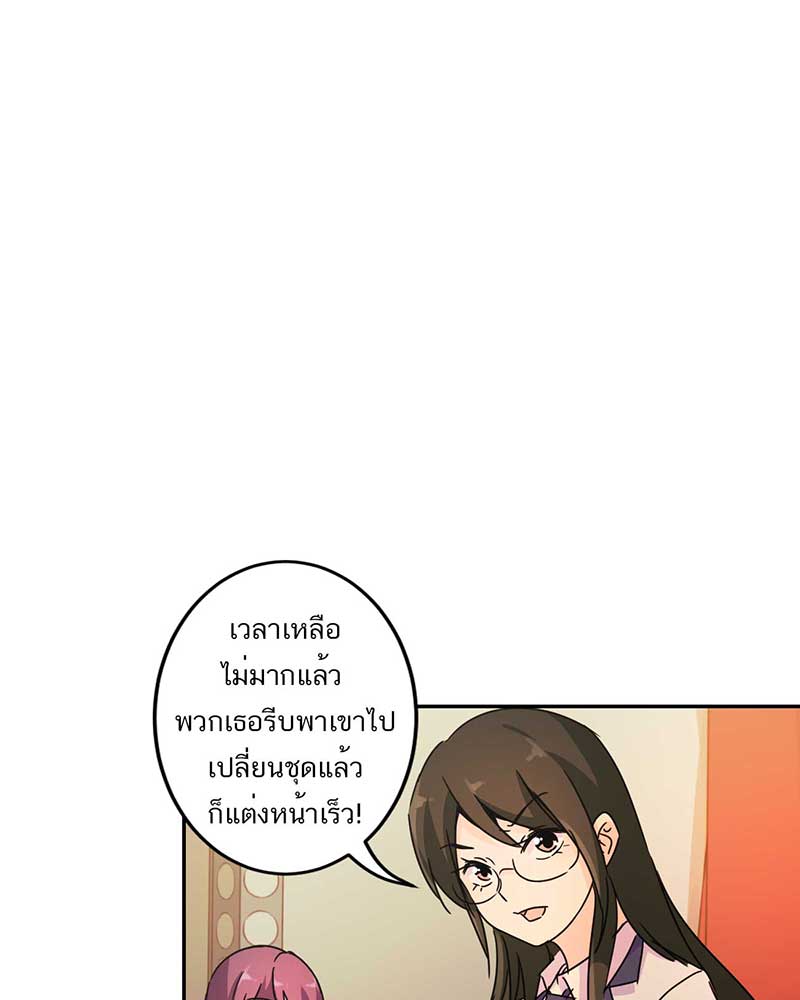 เวลาเหลือ
ไม่มากแล้ว
พวกเธอรีบพาเขาไป
เปลี่ยนชุดแล้ว
ก็แต่งหน้าเร็ว!